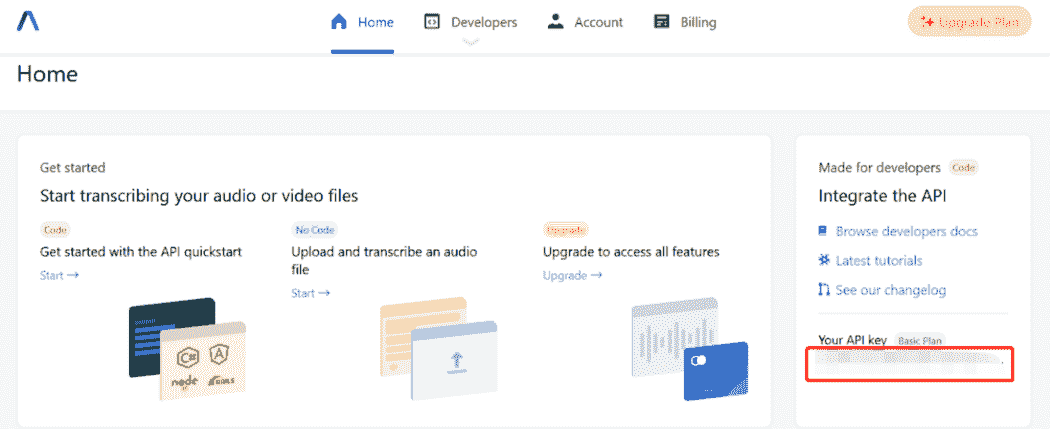 Home
Developers
Account
Billing
Upgrade Plan
Home
Get started
Start transcribing your audio or video files
Code
Get started with the API quickstart
Start →
No Code
Upload and transcribe an audio
file
Start →
Upgrade
Upgrade to access all features
Upgrade →
C#
node
Made for developers
Code
Integrate the API
Browse developers docs
Latest tutorials
See our changelog
Your API key
Basic Plan